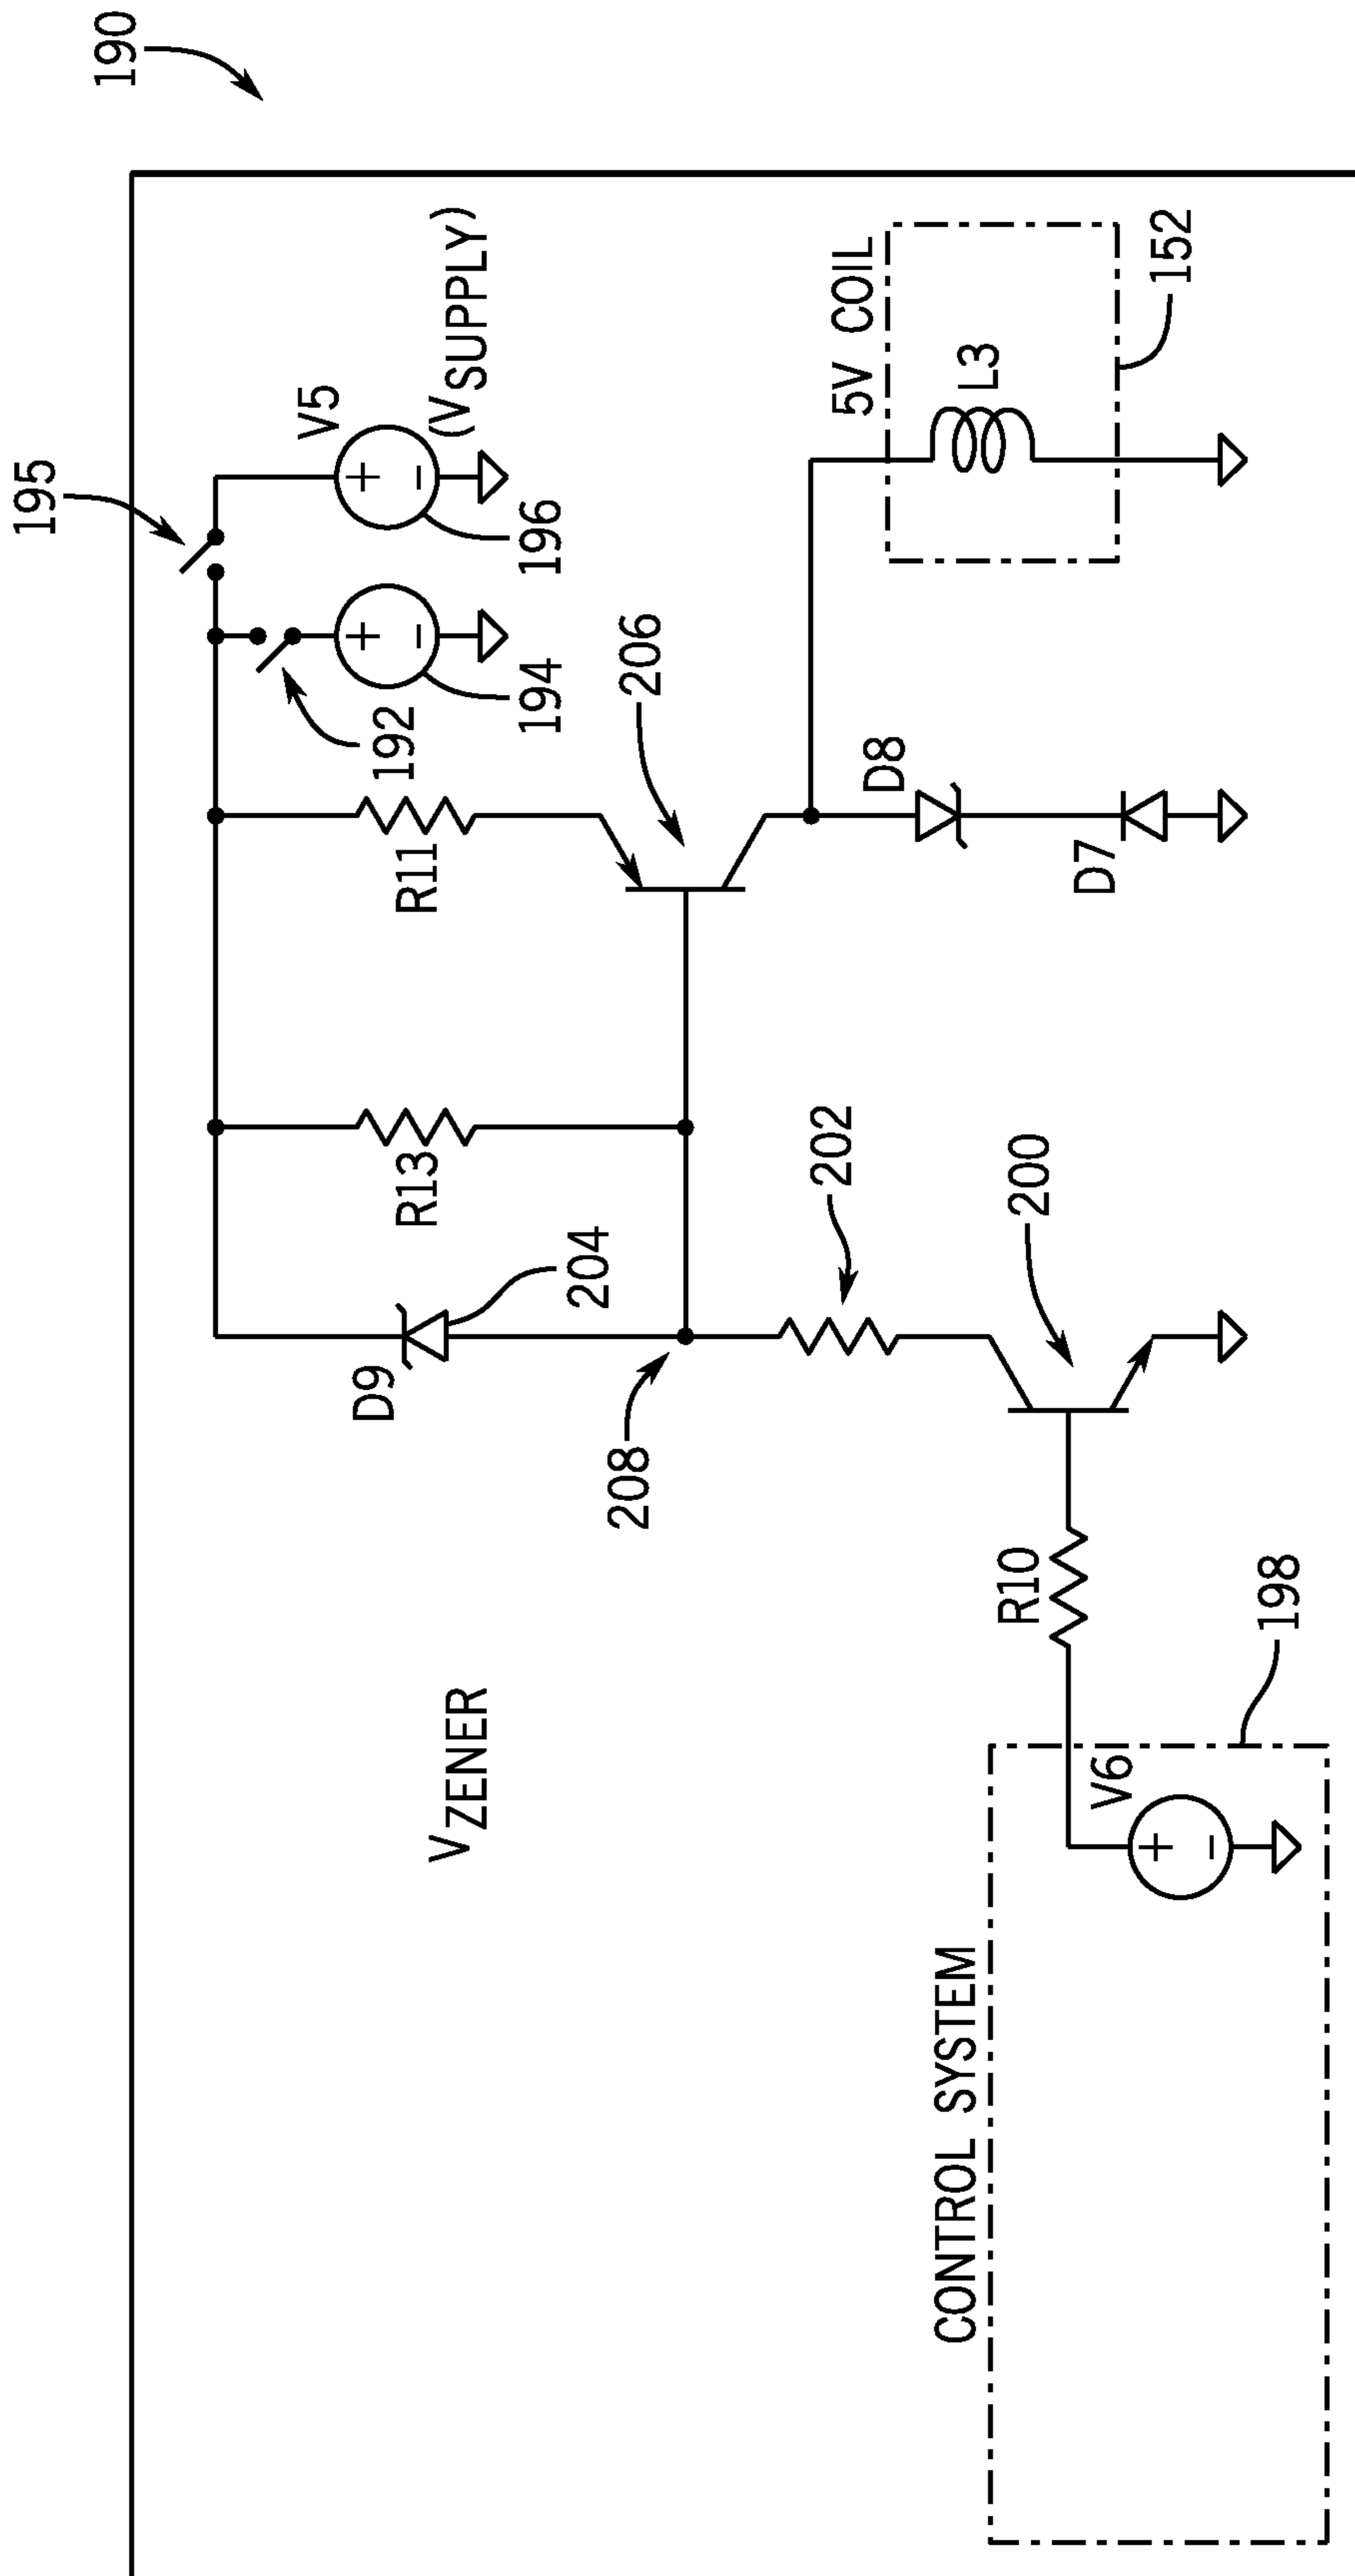 190
195
V5
(VSUPPLY)
196
192
194
R11
206
5V COIL
L3
152
D8
D7
R13
D9
204
208
202
200
VZENER
R10
CONTROL SYSTEM
V6
198